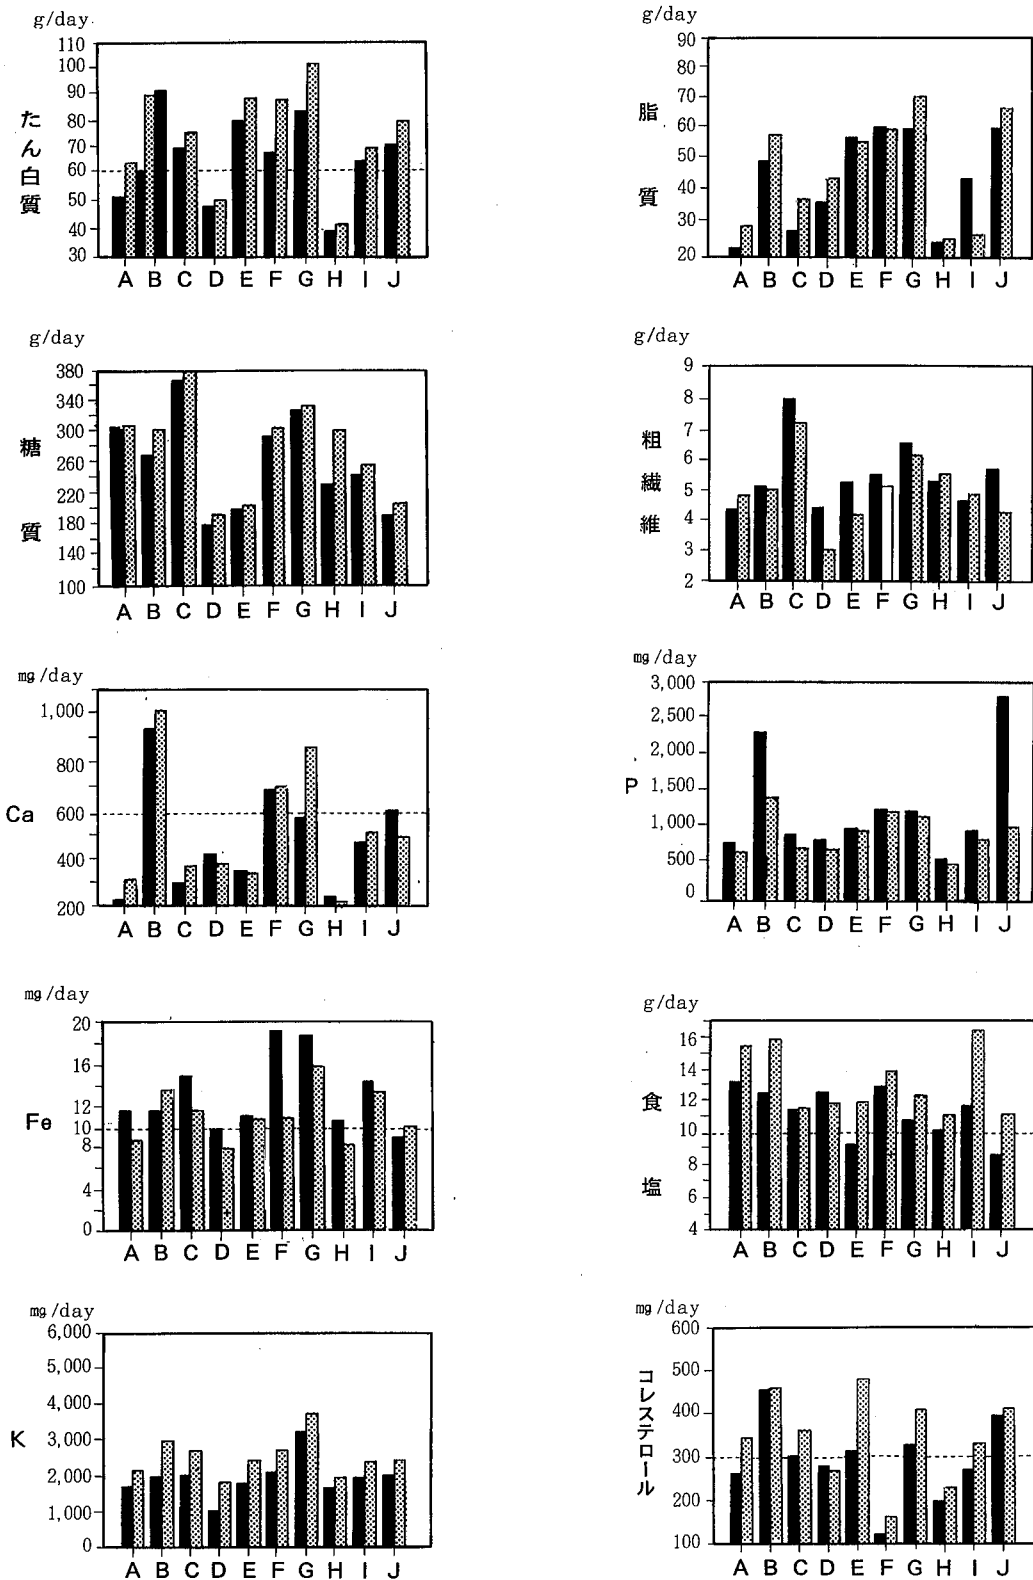 g/day
たん白質
110
100
90
80
70
60
50
40
30
A B C D E F G H I J
g/day
脂質
90
80
70
60
50
40
30
20
A B C D E F G H I J
g/day
糖質
380
340
300
260
220
180
140
100
A B C D E F G H I J
g/day
粗繊維
9
8
7
6
5
4
3
2
A B C D E F G H I J
mg/day
Ca
1,000
800
600
400
200
A B C D E F G H I J
mg/day
P
3,000
2,500
2,000
1,500
1,000
500
0
A B C D E F G H I J
mg/day
Fe
20
16
12
10
8
4
0
A B C D E F G H I J
g/day
食塩
16
14
12
10
8
6
4
A B C D E F G H I J
mg/day
K
6,000
5,000
4,000
3,000
2,000
1,000
0
A B C D E F G H I J
mg/day
コレステロール
600
500
400
300
200
100
A B C D E F G H I J